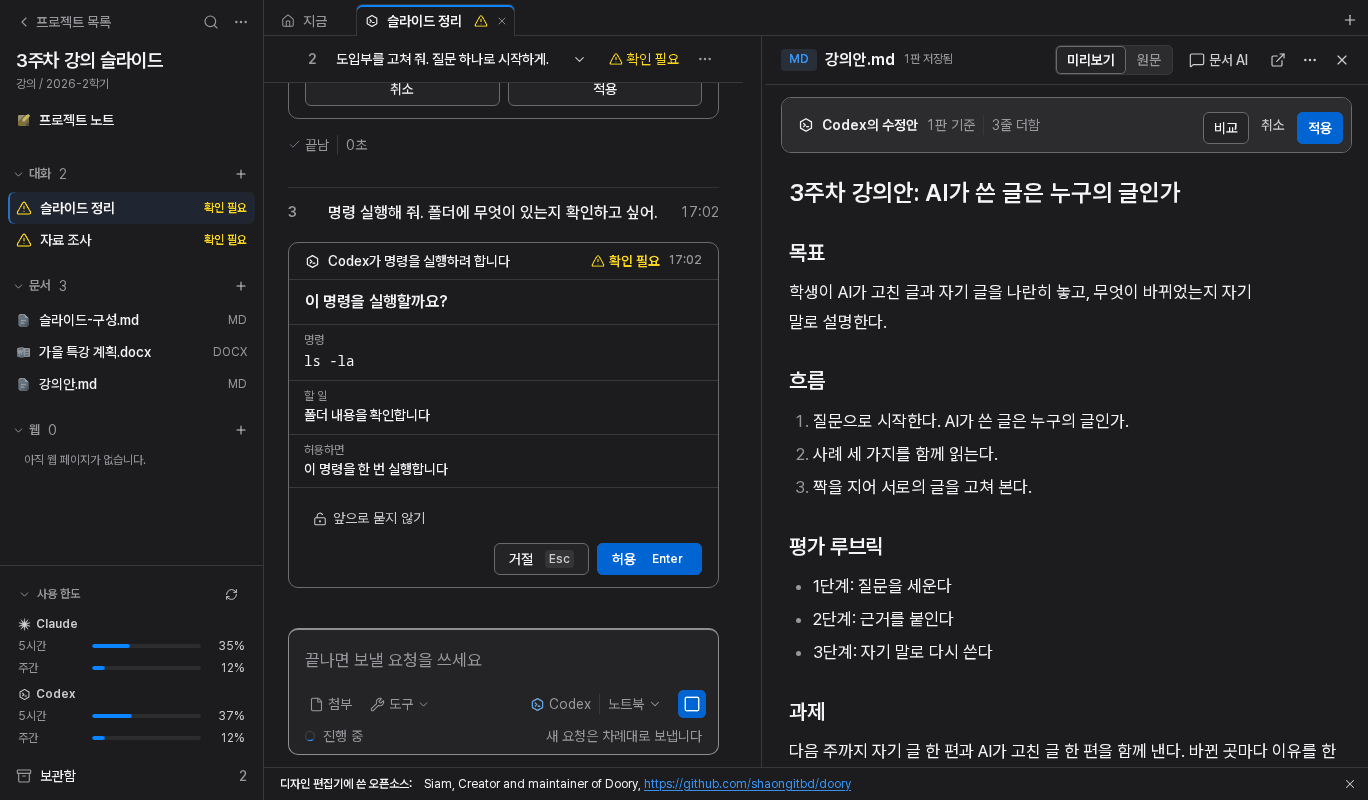 프로젝트 목록
3주차 강의 슬라이드
강의 / 2026-2학기
프로젝트 노트
대화 2
슬라이드 정리 확인 필요
자료 조사 확인 필요
문서 3
슬라이드-구성.md MD
가을 특강 계획.docx DOCX
강의안.md MD
웹 0
아직 웹 페이지가 없습니다.
사용 한도
Claude
5시간 35%
주간 12%
Codex
5시간 37%
주간 12%
보관함 2
지금
슬라이드 정리
2 도입부를 고쳐 줘. 질문 하나로 시작하게. 확인 필요
취소 적용
끝남 0초
3 명령 실행해 줘. 폴더에 무엇이 있는지 확인하고 싶어. 17:02
Codex가 명령을 실행하려 합니다 확인 필요 17:02
이 명령을 실행할까요?
명령
ls -la
할 일
폴더 내용을 확인합니다
허용하면
이 명령을 한 번 실행합니다
앞으로 묻지 않기
거절 Esc 허용 Enter
끝나면 보낼 요청을 쓰세요
첨부 도구 Codex 노트북
진행 중 새 요청은 차례대로 보냅니다
MD 강의안.md 1판 저장됨 미리보기 원문 문서 AI
Codex의 수정안 1판 기준 3줄 더함 비교 취소 적용
3주차 강의안: AI가 쓴 글은 누구의 글인가
목표
학생이 AI가 고친 글과 자기 글을 나란히 놓고, 무엇이 바뀌었는지 자기
말로 설명한다.
흐름
1. 질문으로 시작한다. AI가 쓴 글은 누구의 글인가.
2. 사례 세 가지를 함께 읽는다.
3. 짝을 지어 서로의 글을 고쳐 본다.
평가 루브릭
• 1단계: 질문을 세운다
• 2단계: 근거를 붙인다
• 3단계: 자기 말로 다시 쓴다
과제
다음 주까지 자기 글 한 편과 AI가 고친 글 한 편을 함께 낸다. 바뀐 곳마다 이유를 한
디자인 편집기에 쓴 오픈소스: Siam, Creator and maintainer of Doory, https://github.com/shaongitbd/doory